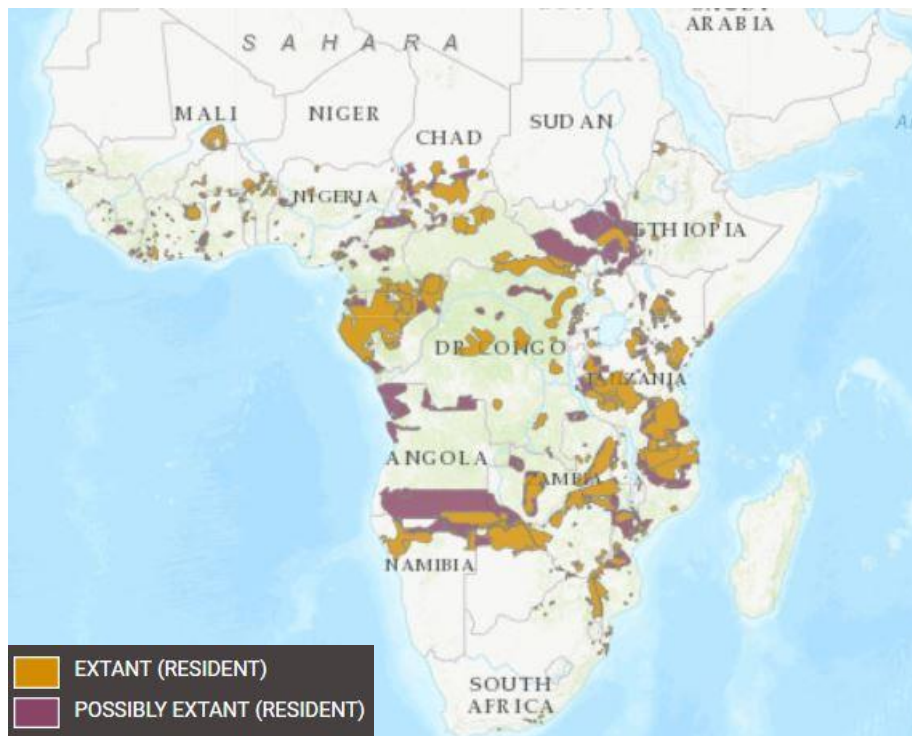 SAUDI
ARABIA
S A H A R A
MALI
NIGER
CHAD
SUDAN
NIGERIA
ETHIOPIA
DR CONGO
TANZANIA
ANGOLA
ZAMBIA
NAMIBIA
SOUTH
AFRICA
EXTANT (RESIDENT)
POSSIBLY EXTANT (RESIDENT)